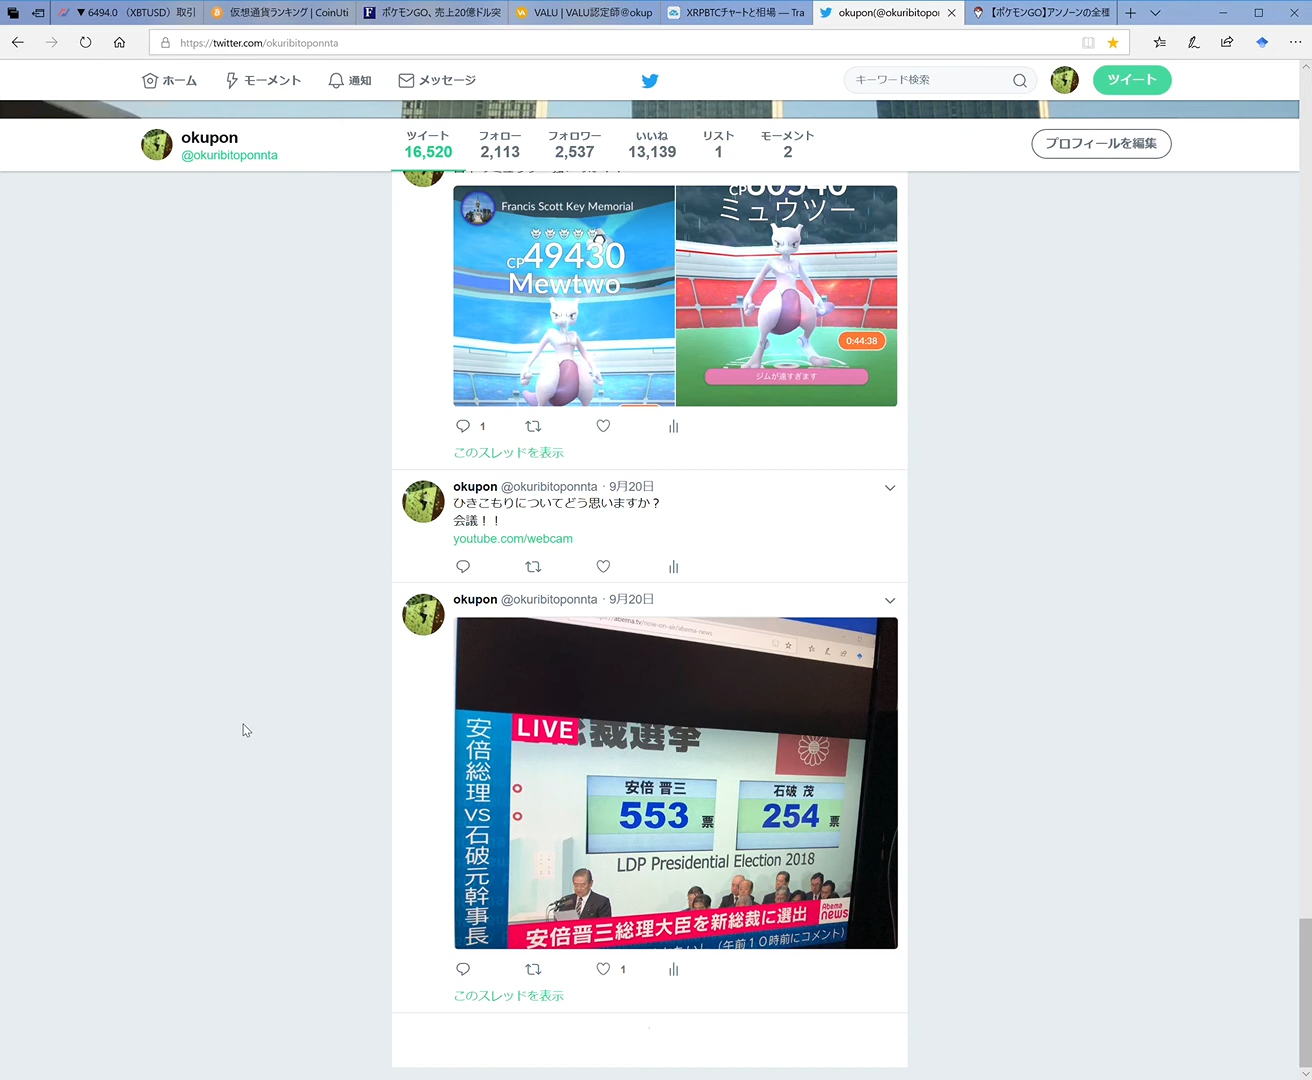 ▼ 6494.0 （XBTUSD）取引
仮想通貨ランキング | CoinUti
ポケモンGO、売上20億ドル突
VALU | VALU認定師@okup
XRPBTCチャートと相場 — Tra
okupon(@okuribitopo
【ポケモンGO】アンノーンの全種
https://twitter.com/okuribitoponnta
ホーム
モーメント
通知
メッセージ
キーワード検索
ツイート
okupon
@okuribitoponnta
ツイート フォロー フォロワー いいね リスト モーメント
16,520 2,113 2,537 13,139 1 2
プロフィールを編集
Francis Scott Key Memorial
CP49430
Mewtwo
CP60540
ミュウツー
0:44:38
ジムが遠すぎます
1
このスレッドを表示
okupon @okuribitoponnta · 9月20日
ひきこもりについてどう思いますか？
会議！！
youtube.com/webcam
okupon @okuribitoponnta · 9月20日
://abema.tv/now-on-air/abema-news
LIVE
総裁選挙
安倍総理 vs 石破元幹事長
安倍 晋三
553 票
石破 茂
254 票
LDP Presidential Election 2018
安倍晋三総理大臣を新総裁に選出
Abema news
（午前１０時前にコメント）
1
このスレッドを表示